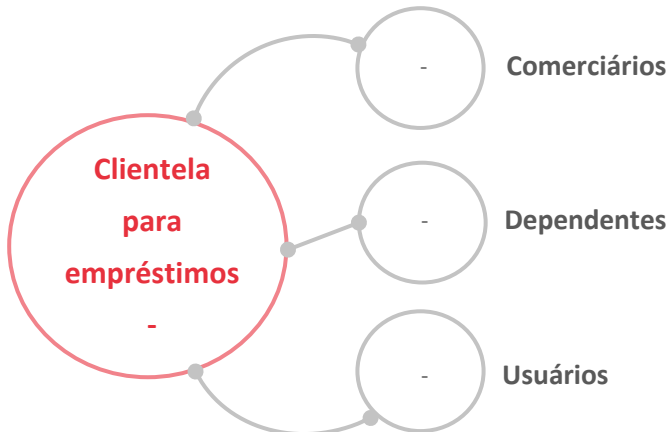 Clientela
para
empréstimos
-
- Comerciários
- Dependentes
- Usuários